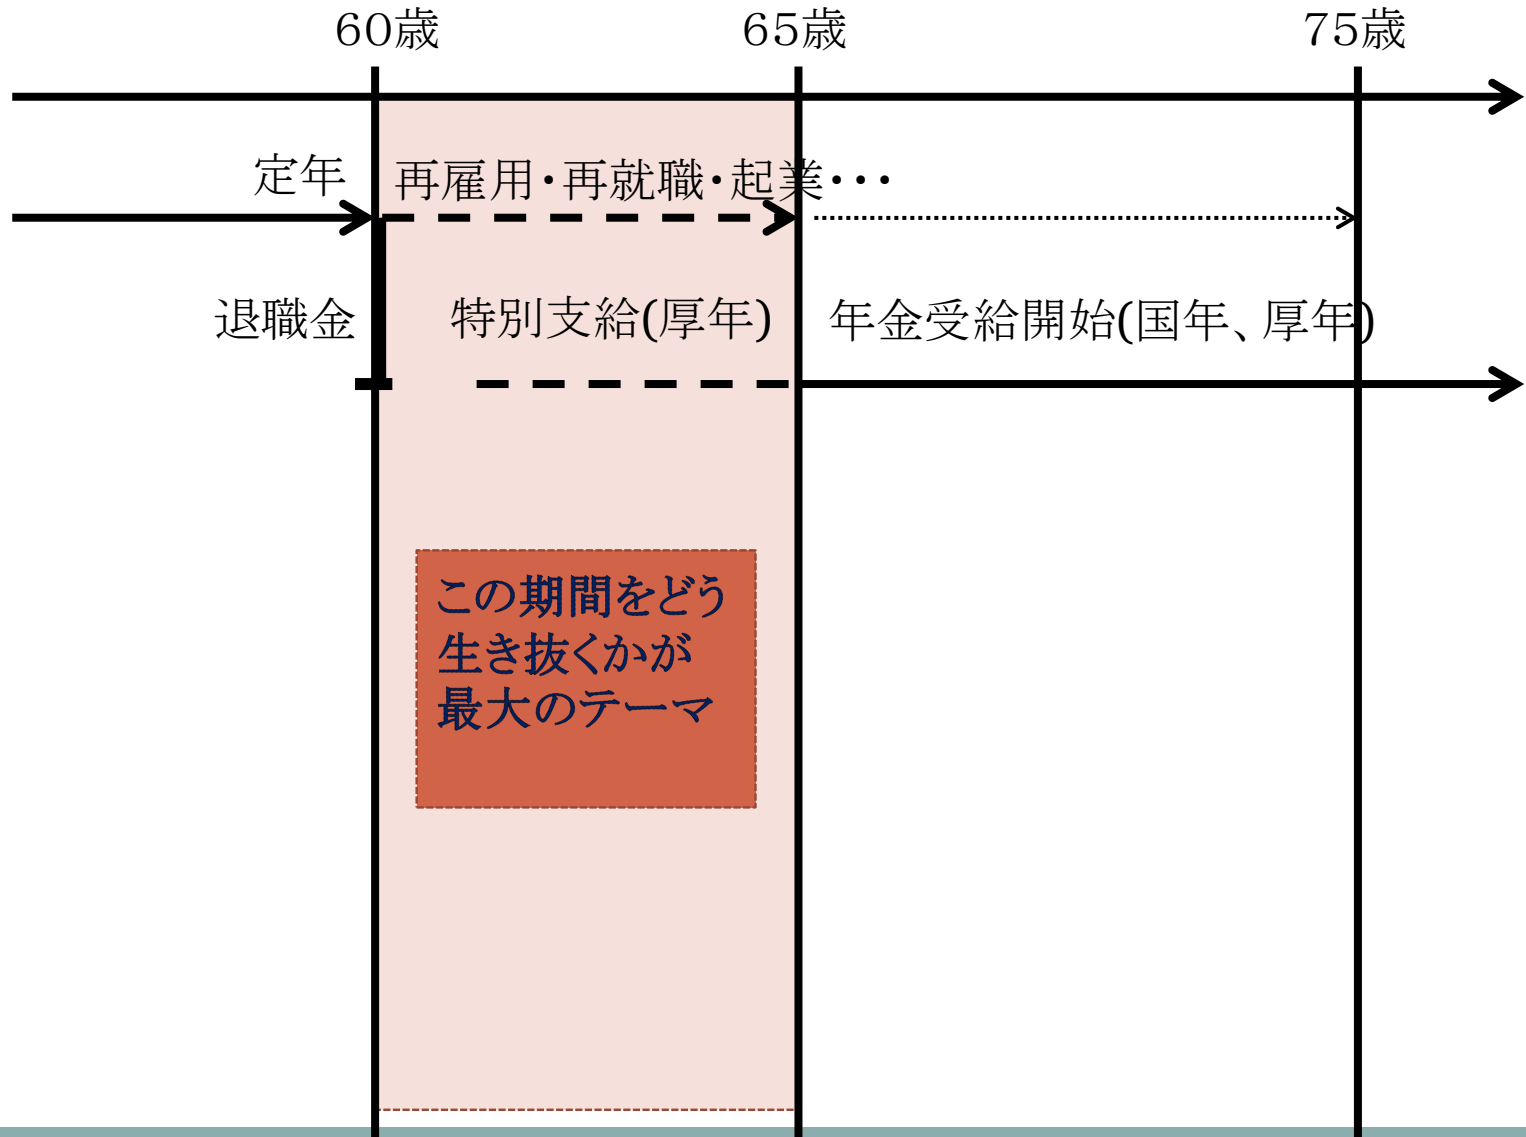 60歳
65歳
75歳
定年
再雇用・再就職・起業・・・
退職金
特別支給(厚年)
年金受給開始(国年、厚年)
この期間をどう
生き抜くかが
最大のテーマ